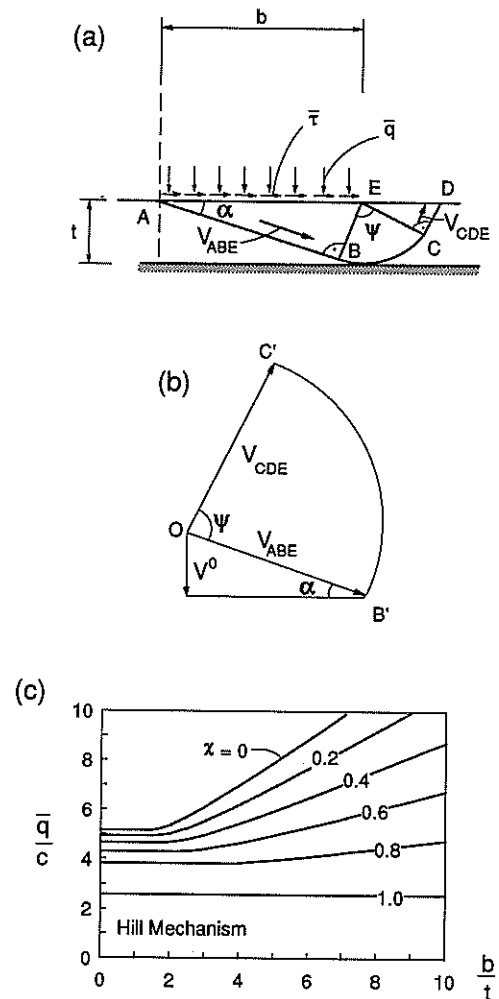 (a)
b
τ̄
q̄
E
D
A
α
V_ABE
B
ψ
C
V_CDE
t
(b)
C'
V_CDE
ψ
O
V_ABE
V⁰
α
B'
(c)
10
8
6
4
2
0
q̄/c
χ = 0
0.2
0.4
0.6
0.8
1.0
Hill Mechanism
0 2 4 6 8 10
b/t